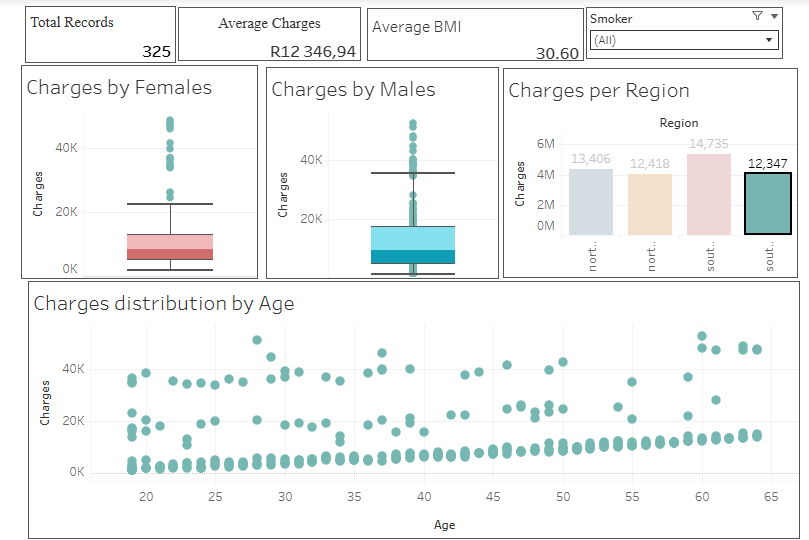 Total Records
325
Average Charges
R12 346,94
Average BMI
30.60
Smoker
(All)
Charges by Females
Charges
40K
20K
0K
Charges by Males
Charges
40K
20K
Charges per Region
Region
Charges
6M
4M
2M
0M
13,406
12,418
14,735
12,347
nort..
nort..
sout..
sout..
Charges distribution by Age
Charges
40K
20K
0K
20 25 30 35 40 45 50 55 60 65
Age